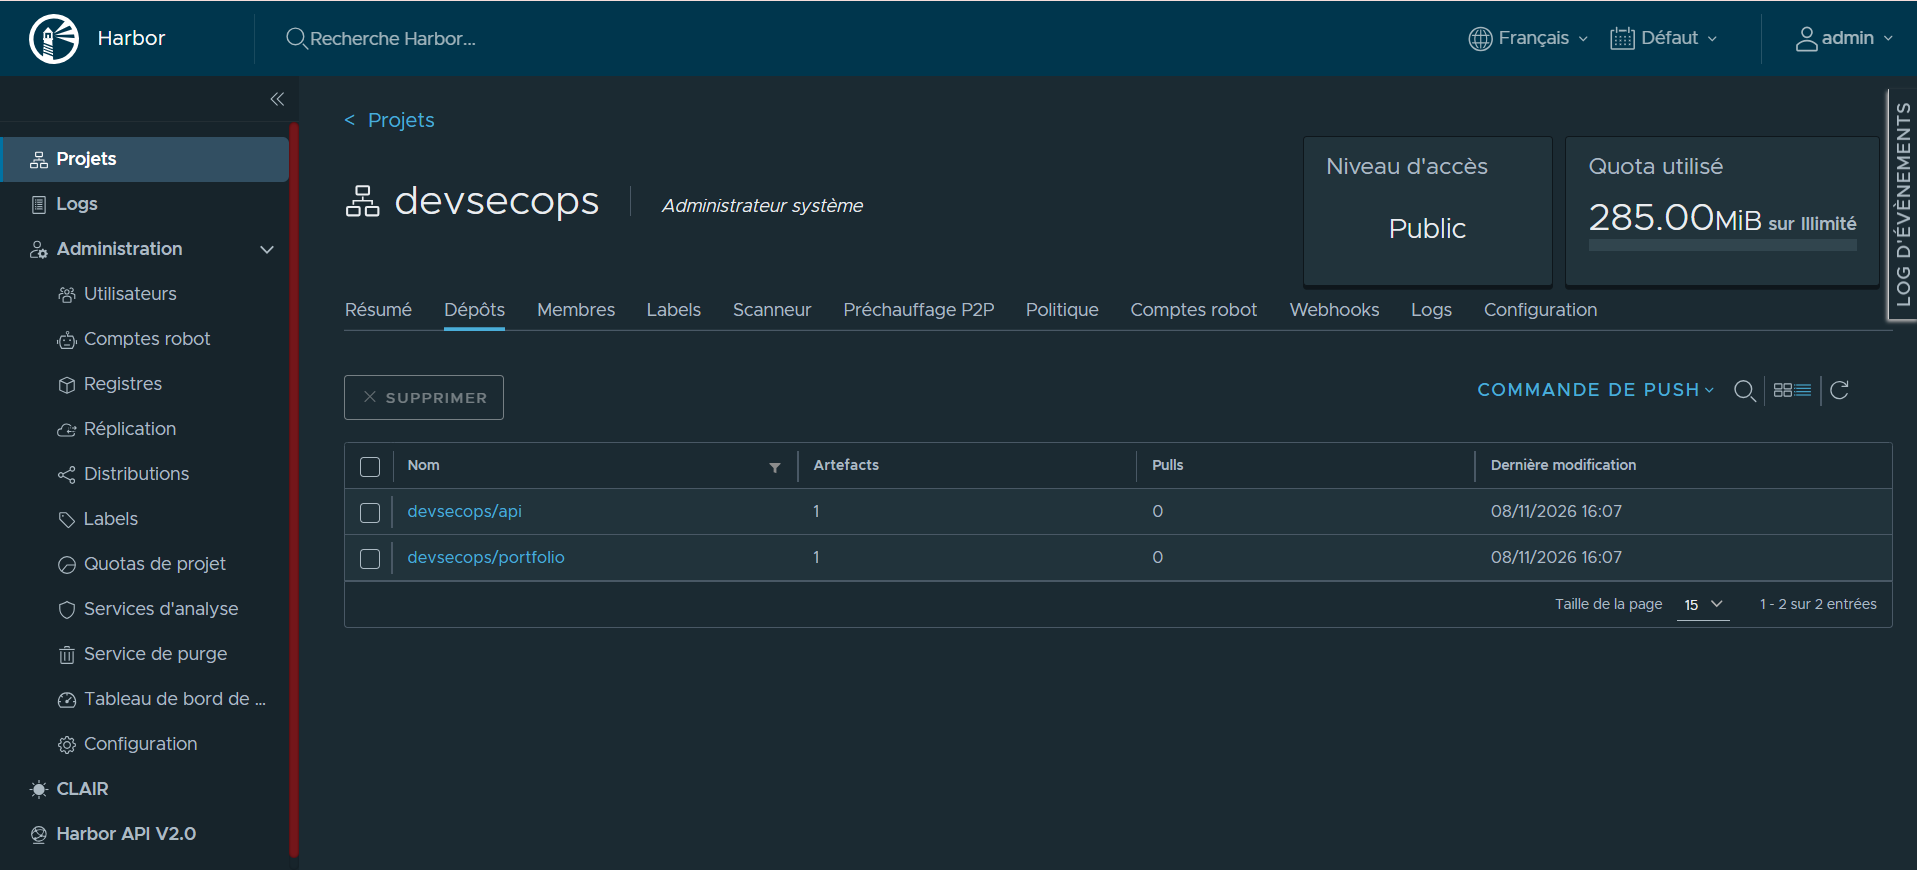 Harbor
Recherche Harbor...
Français
Défaut
admin
Projets
Logs
Administration
Utilisateurs
Comptes robot
Registres
Réplication
Distributions
Labels
Quotas de projet
Services d'analyse
Service de purge
Tableau de bord de ...
Configuration
CLAIR
Harbor API V2.0
< Projets
devsecops
Administrateur système
Niveau d'accès
Public
Quota utilisé
285.00MiB sur Illimité
LOG D'ÉVÈNEMENTS
Résumé Dépôts Membres Labels Scanneur Préchauffage P2P Politique Comptes robot Webhooks Logs Configuration
SUPPRIMER
COMMANDE DE PUSH
Nom Artefacts Pulls Dernière modification
devsecops/api 1 0 08/11/2026 16:07
devsecops/portfolio 1 0 08/11/2026 16:07
Taille de la page 15 1 - 2 sur 2 entrées